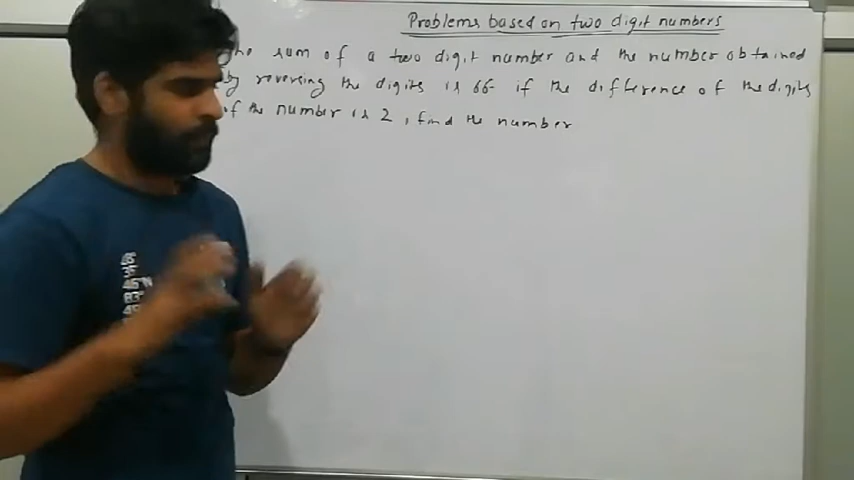 Problems based on two digit numbers
The sum of a two digit number and the number obtained
by reversing the digits is 66. if the difference of the digits
of the number is 2, find the number